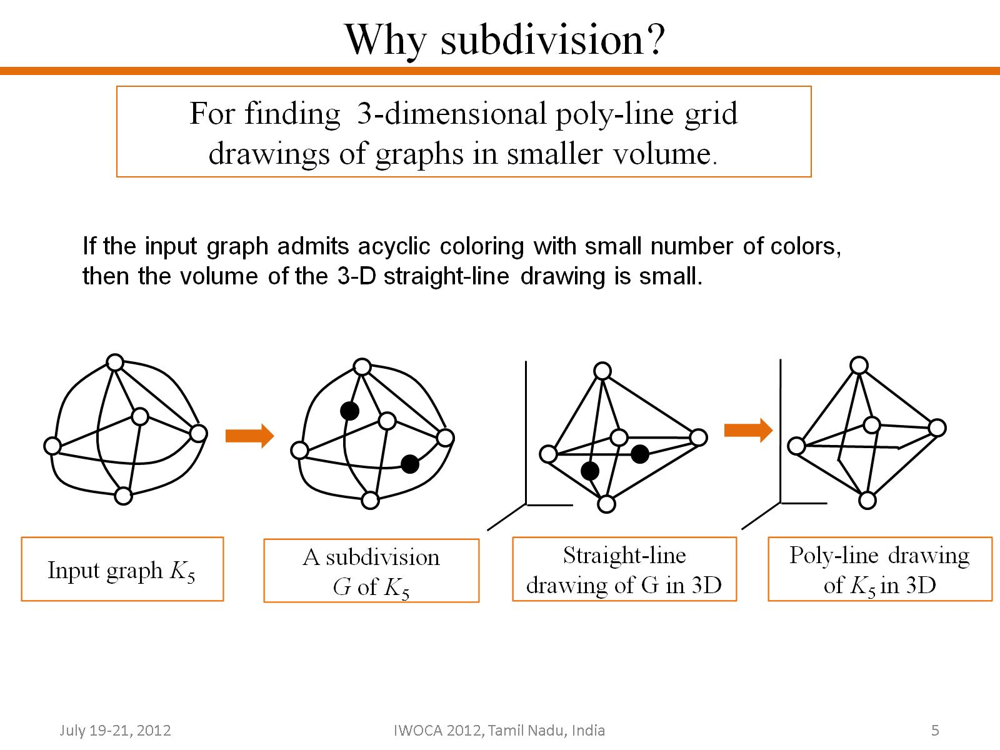 Why subdivision?
For finding 3-dimensional poly-line grid
drawings of graphs in smaller volume.
If the input graph admits acyclic coloring with small number of colors,
then the volume of the 3-D straight-line drawing is small.
Input graph K5
A subdivision
G of K5
Straight-line
drawing of G in 3D
Poly-line drawing
of K5 in 3D
July 19-21, 2012
IWOCA 2012, Tamil Nadu, India
5